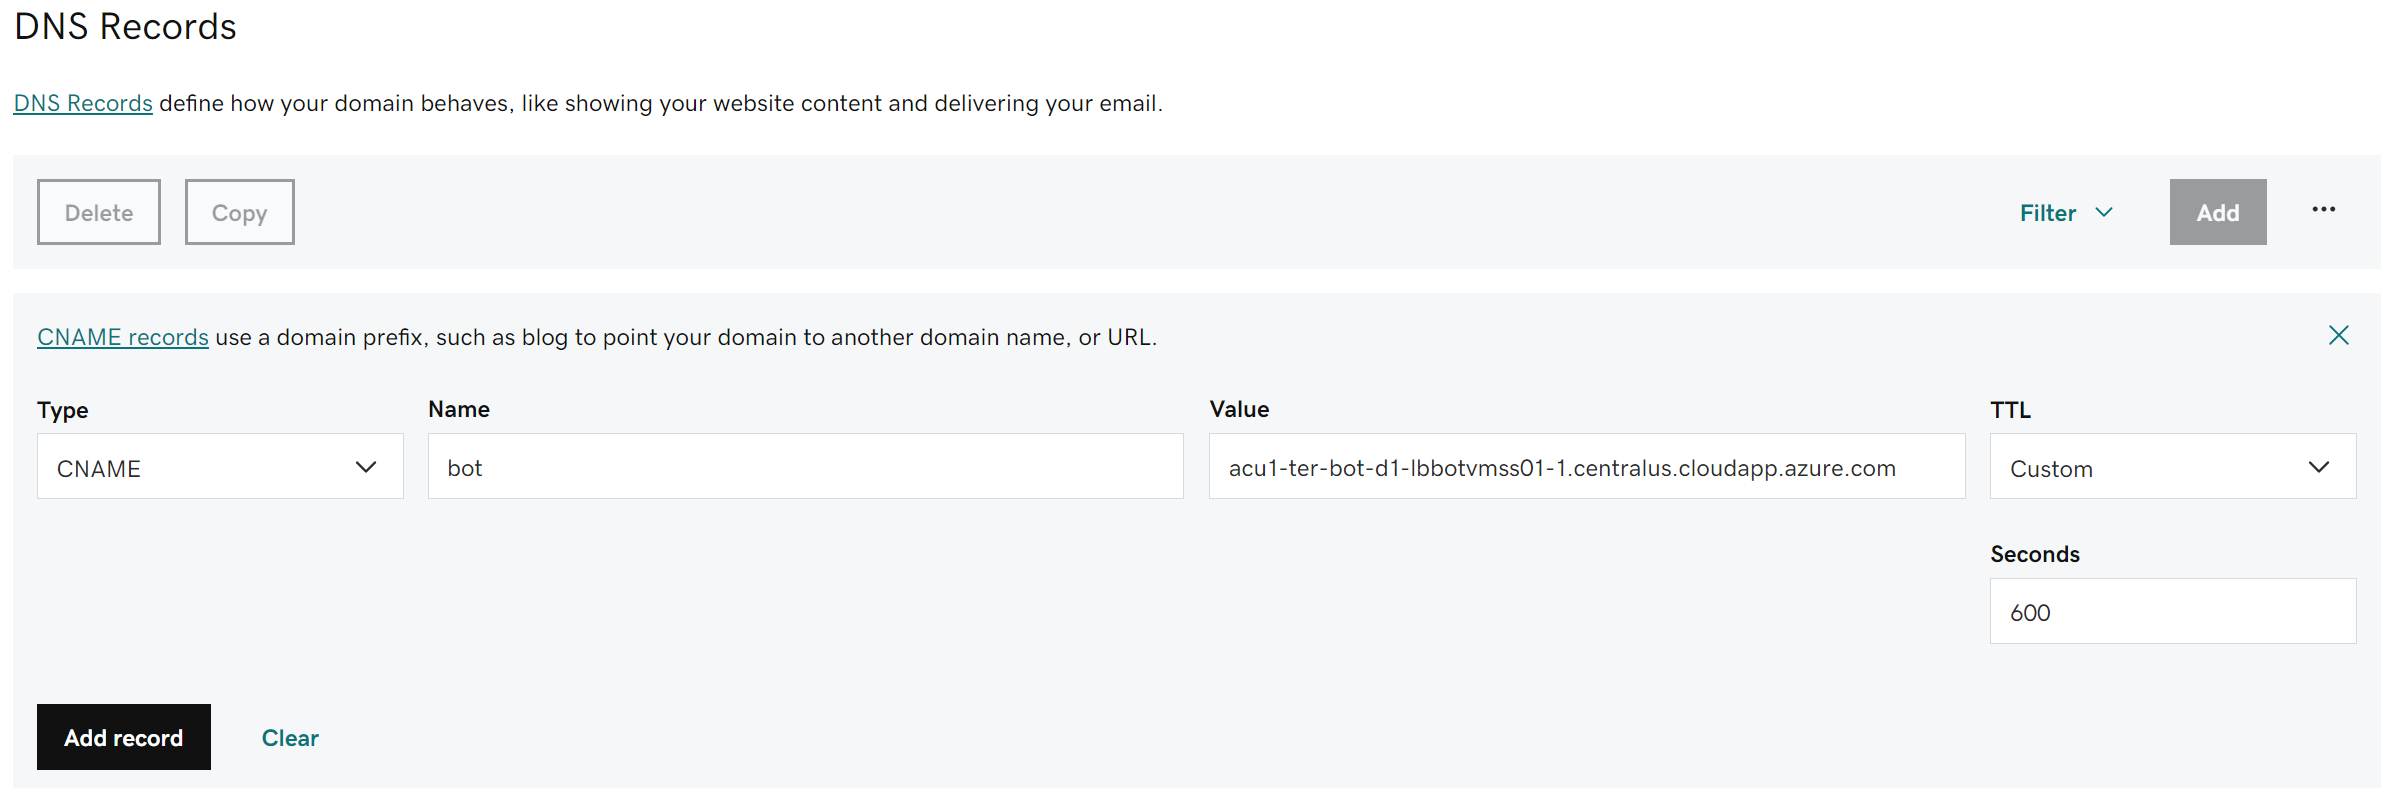 DNS Records
DNS Records define how your domain behaves, like showing your website content and delivering your email.
Delete Copy Filter Add ...
CNAME records use a domain prefix, such as blog to point your domain to another domain name, or URL.
Type Name Value TTL
CNAME bot acu1-ter-bot-d1-lbbotvmss01-1.centralus.cloudapp.azure.com Custom
Seconds
600
Add record Clear